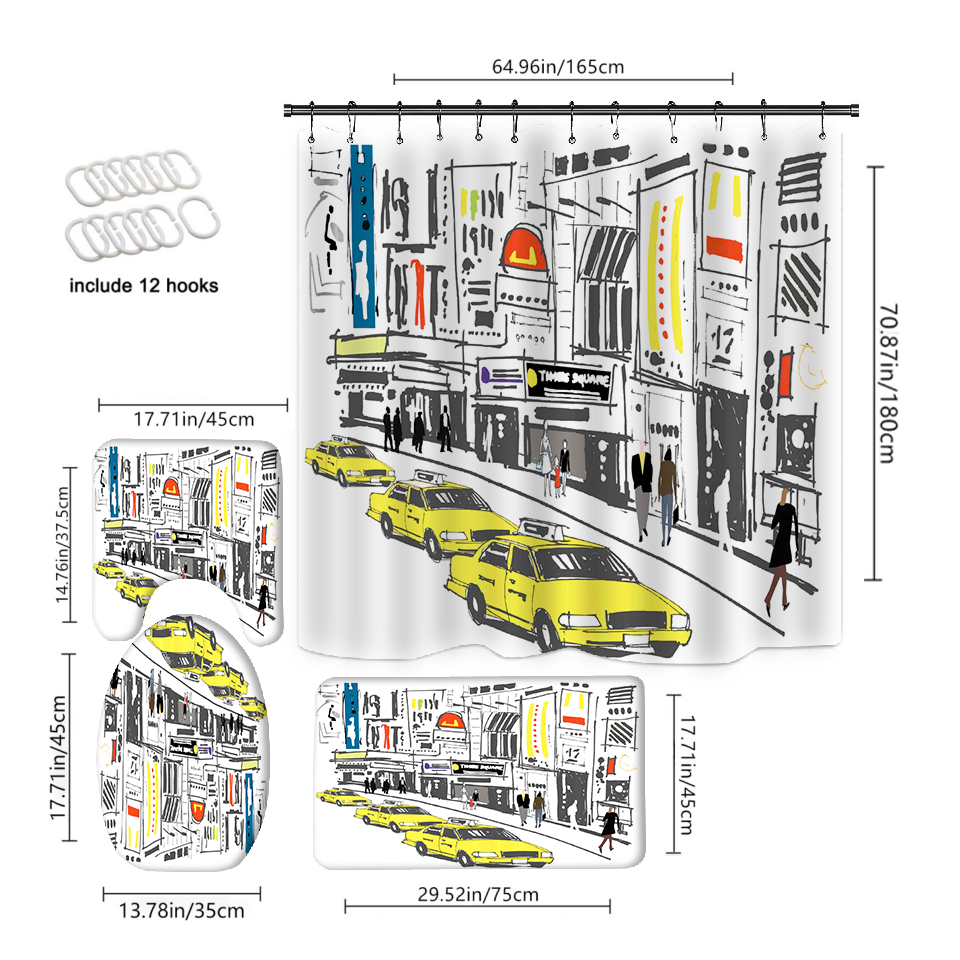 64.96in/165cm
include 12 hooks
70.87in/180cm
TIMES SQUARE
17.71in/45cm
14.76in/37.5cm
17.71in/45cm
17.71in/45cm
29.52in/75cm
13.78in/35cm